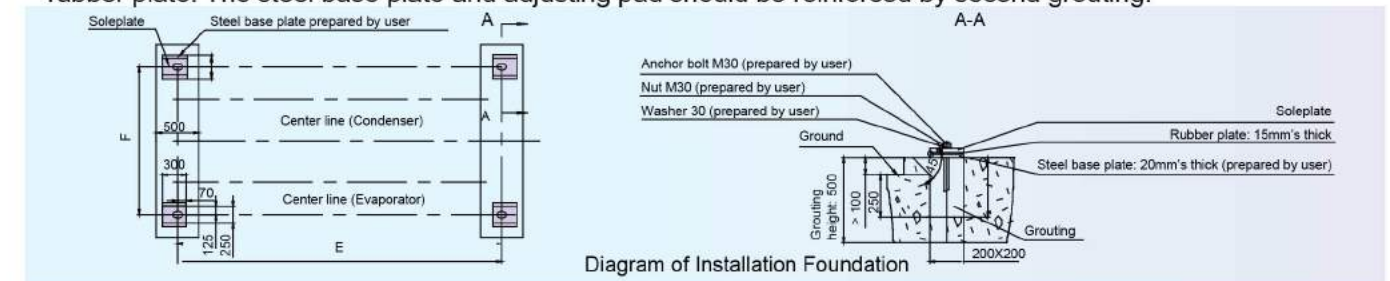 rubber plate. The steel base plate and adjusting pad should be reinforced by second grouting.
Soleplate
Steel base plate prepared by user
A
A-A
Anchor bolt M30 (prepared by user)
Nut M30 (prepared by user)
Washer 30 (prepared by user)
Ground
Soleplate
Rubber plate: 15mm's thick
Steel base plate: 20mm's thick (prepared by user)
Center line (Condenser)
A
F
500
300
70
Center line (Evaporator)
125
250
E
45°
Grouting
height: 500
> 100
250
Grouting
200X200
Diagram of Installation Foundation